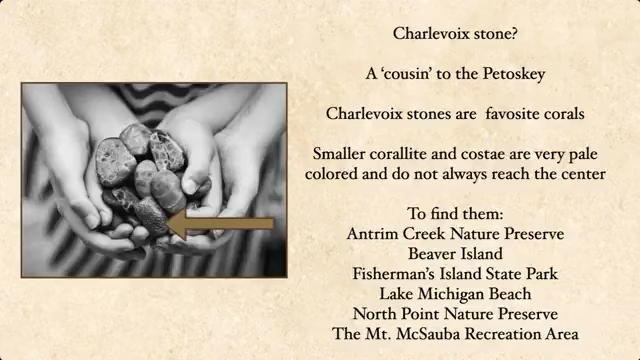 Charlevoix stone?
A ‘cousin’ to the Petoskey
Charlevoix stones are  favosite corals
Smaller corallite and costae are very pale
colored and do not always reach the center
To find them:
Antrim Creek Nature Preserve
Beaver Island
Fisherman’s Island State Park
Lake Michigan Beach
North Point Nature Preserve
The Mt. McSauba Recreation Area